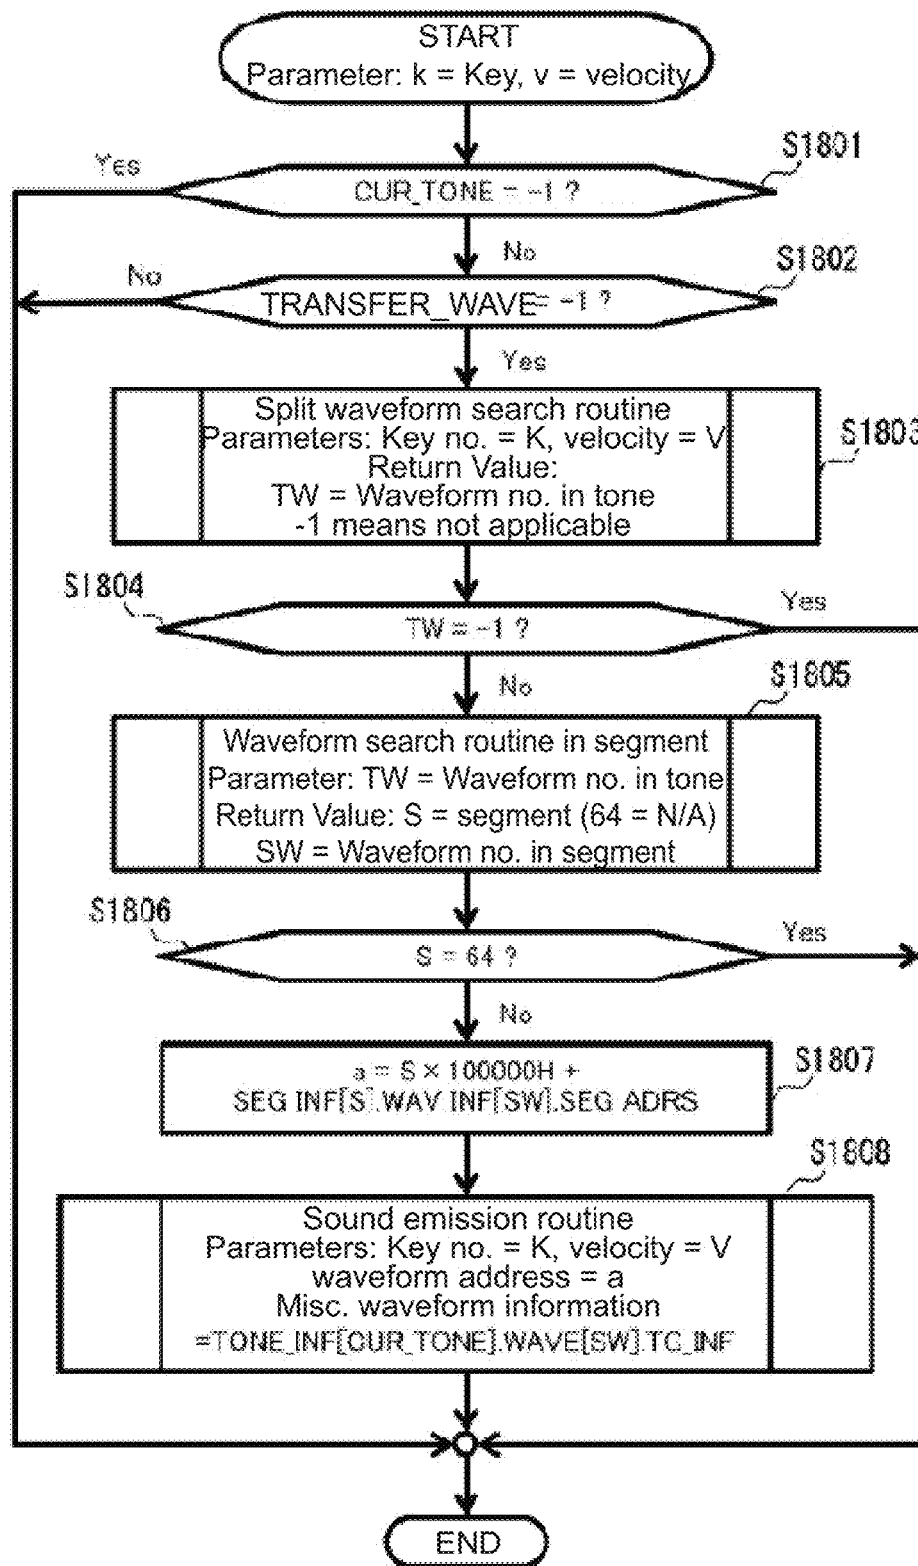 START
Parameter: k = Key, v = velocity
S1801
Yes
CUR_TONE = -1 ?
No
S1802
No
TRANSFER_WAVE = -1 ?
Yes
Split waveform search routine
S1803
Parameters: Key no. = K, velocity = V
Return Value:
TW = Waveform no. in tone
-1 means not applicable
S1804
Yes
TW = -1 ?
No
S1805
Waveform search routine in segment
Parameter: TW = Waveform no. in tone
Return Value: S = segment (64 = N/A)
SW = Waveform no. in segment
S1806
Yes
S = 64 ?
No
S1807
a = S × 100000H +
SEG INF[S].WAV INF[SW].SEG ADRS
S1808
Sound emission routine
Parameters: Key no. = K, velocity = V
waveform address = a
Misc. waveform information
=TONE_INF[CUR_TONE].WAVE[SW].TC_INF
END